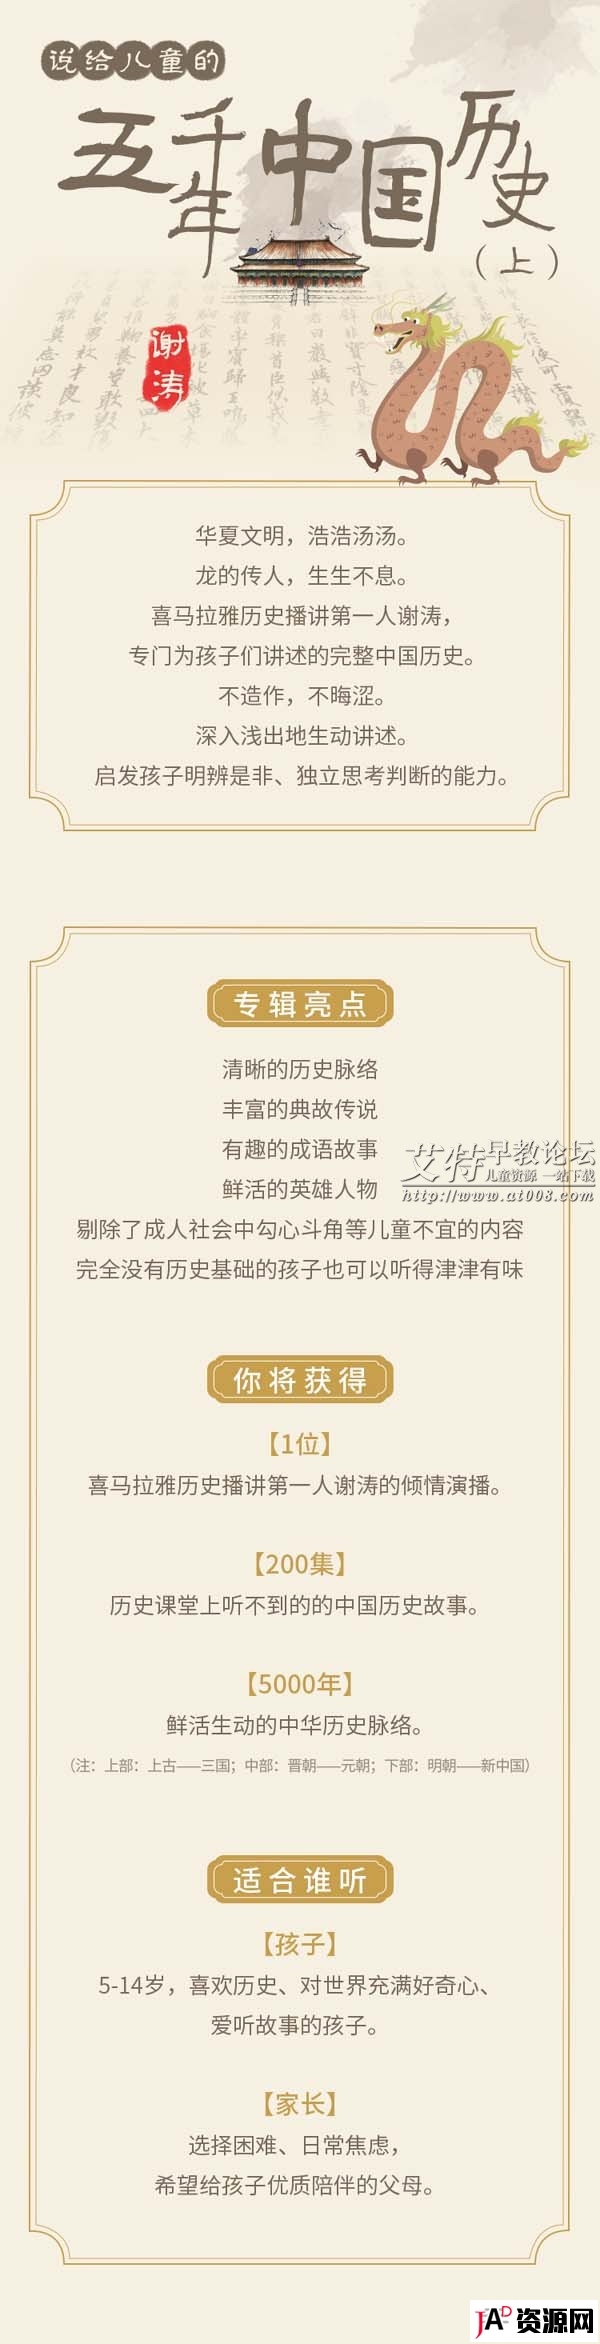 说给儿童的
五千年中国历史
（上）
谢涛
华夏文明，浩浩汤汤。
龙的传人，生生不息。
喜马拉雅历史播讲第一人谢涛，
专门为孩子们讲述的完整中国历史。
不造作，不晦涩。
深入浅出地生动讲述。
启发孩子明辨是非、独立思考判断的能力。
专辑亮点
清晰的历史脉络
丰富的典故传说
有趣的成语故事
鲜活的英雄人物
艾特早教论坛
儿童资源 一站下载
http://www.at008.com
剔除了成人社会中勾心斗角等儿童不宜的内容
完全没有历史基础的孩子也可以听得津津有味
你将获得
【1位】
喜马拉雅历史播讲第一人谢涛的倾情演播。
【200集】
历史课堂上听不到的的中国历史故事。
【5000年】
鲜活生动的中华历史脉络。
（注：上部：上古——三国；中部：晋朝——元朝；下部：明朝——新中国）
适合谁听
【孩子】
5-14岁，喜欢历史、对世界充满好奇心、
爱听故事的孩子。
【家长】
选择困难、日常焦虑，
希望给孩子优质陪伴的父母。
JAD资源网